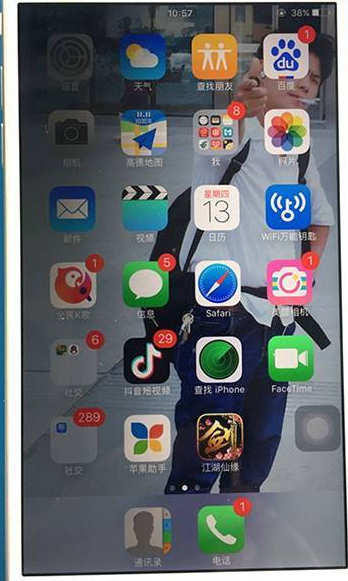 10:57
38%
设置
天气
查找朋友
1
du
百度
相机
11.11
高德地图
8
我
照片
邮件
视频
星期四
13
日历
WiFi万能钥匙
1
全民K歌
5
信息
Safari
1
美颜相机
6
社交
29
抖音短视频
查找 iPhone
FaceTime
289
社交
苹果助手
剑
江湖仙缘
通讯录
1
电话